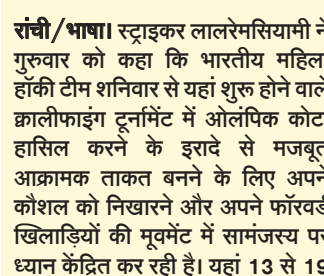 रांची/भाषा। स्ट्राइकर लालरेमसियामी ने
गुरुवार को कहा कि भारतीय महिल
हॉकी टीम शनिवार से यहां शुरू होने वाले
क्वालीफाइंग टूर्नामेंट में ओलंपिक कोट
हासिल करने के इरादे से मजबूत
आक्रामक ताकत बनने के लिए अपने
कौशल को निखारने और अपने फॉरवर्ड
खिलाड़ियों की मूवमेंट में सामंजस्य पर
ध्यान केंद्रित कर रही है। यहां 13 से 19